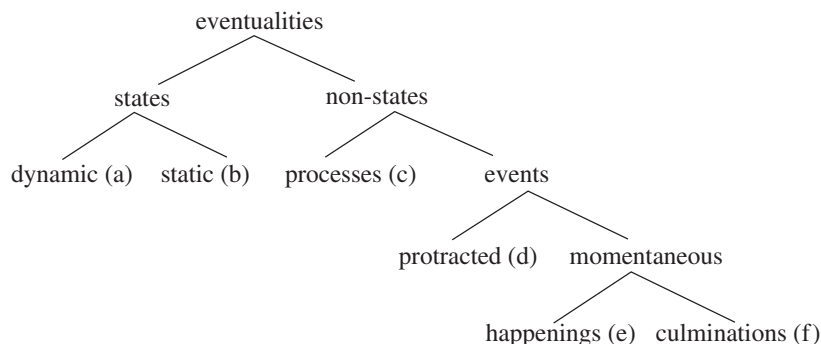 eventualities
states non-states
dynamic (a) static (b) processes (c) events
protracted (d) momentaneous
happenings (e) culminations (f)